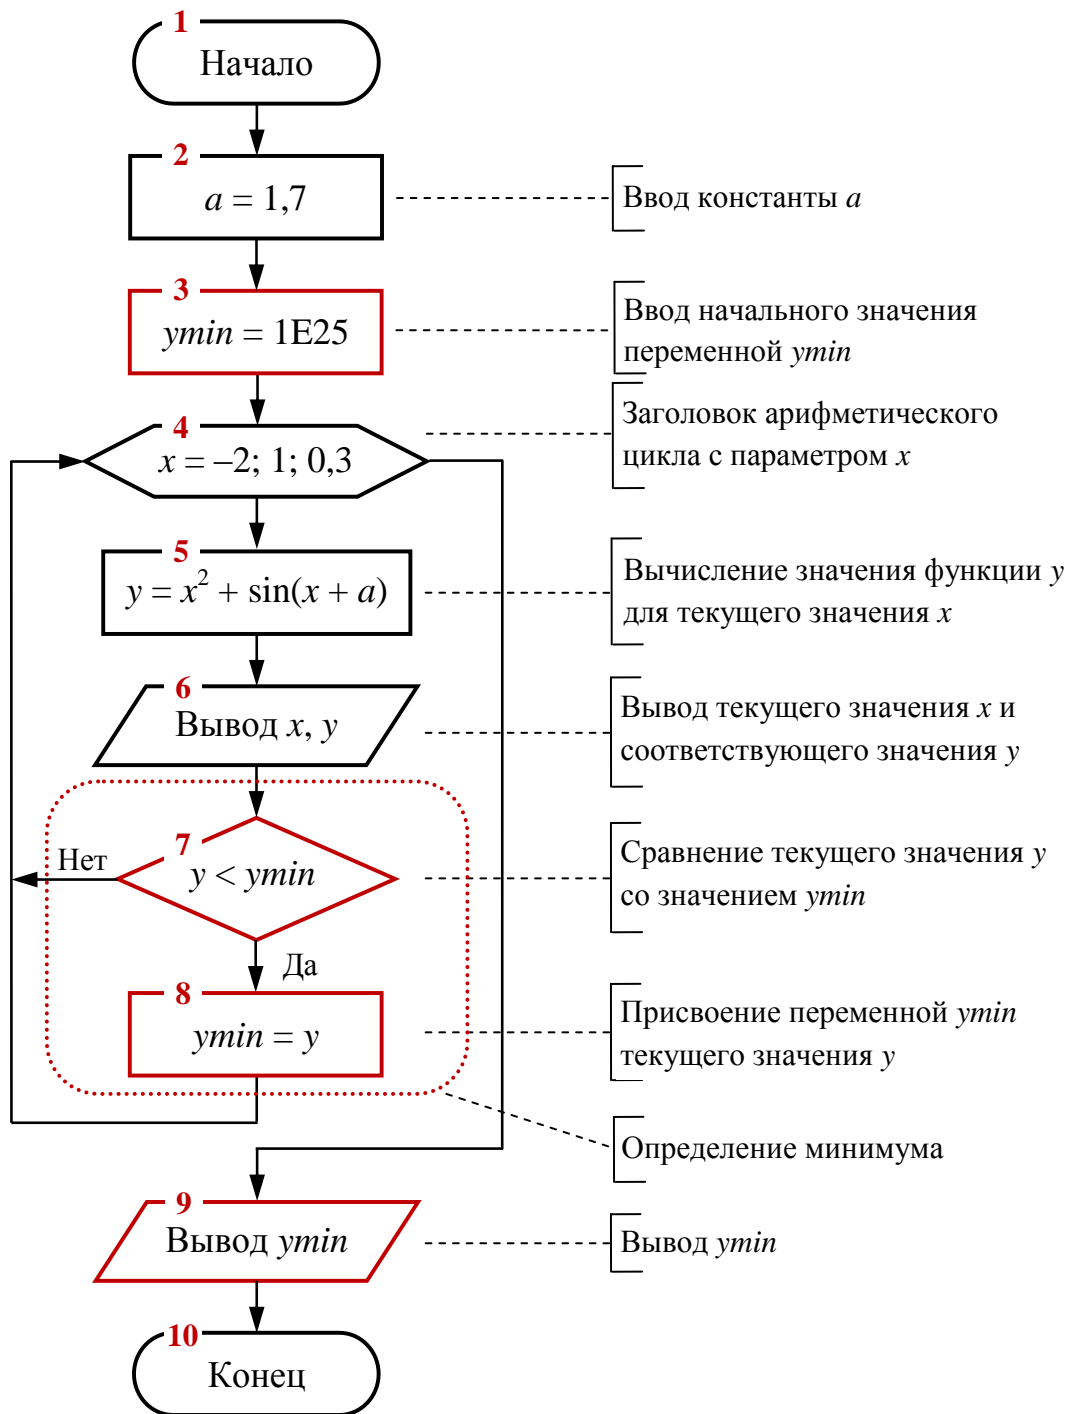 1
Начало
2
a = 1,7
Ввод константы a
3
ymin = 1E25
Ввод начального значения
переменной ymin
4
x = –2; 1; 0,3
Заголовок арифметического
цикла с параметром x
5
y = x² + sin(x + a)
Вычисление значения функции y
для текущего значения x
6
Вывод x, y
Вывод текущего значения x и
соответствующего значения y
7
Нет
y < ymin
Сравнение текущего значения y
со значением ymin
Да
8
ymin = y
Присвоение переменной ymin
текущего значения y
Определение минимума
9
Вывод ymin
Вывод ymin
10
Конец